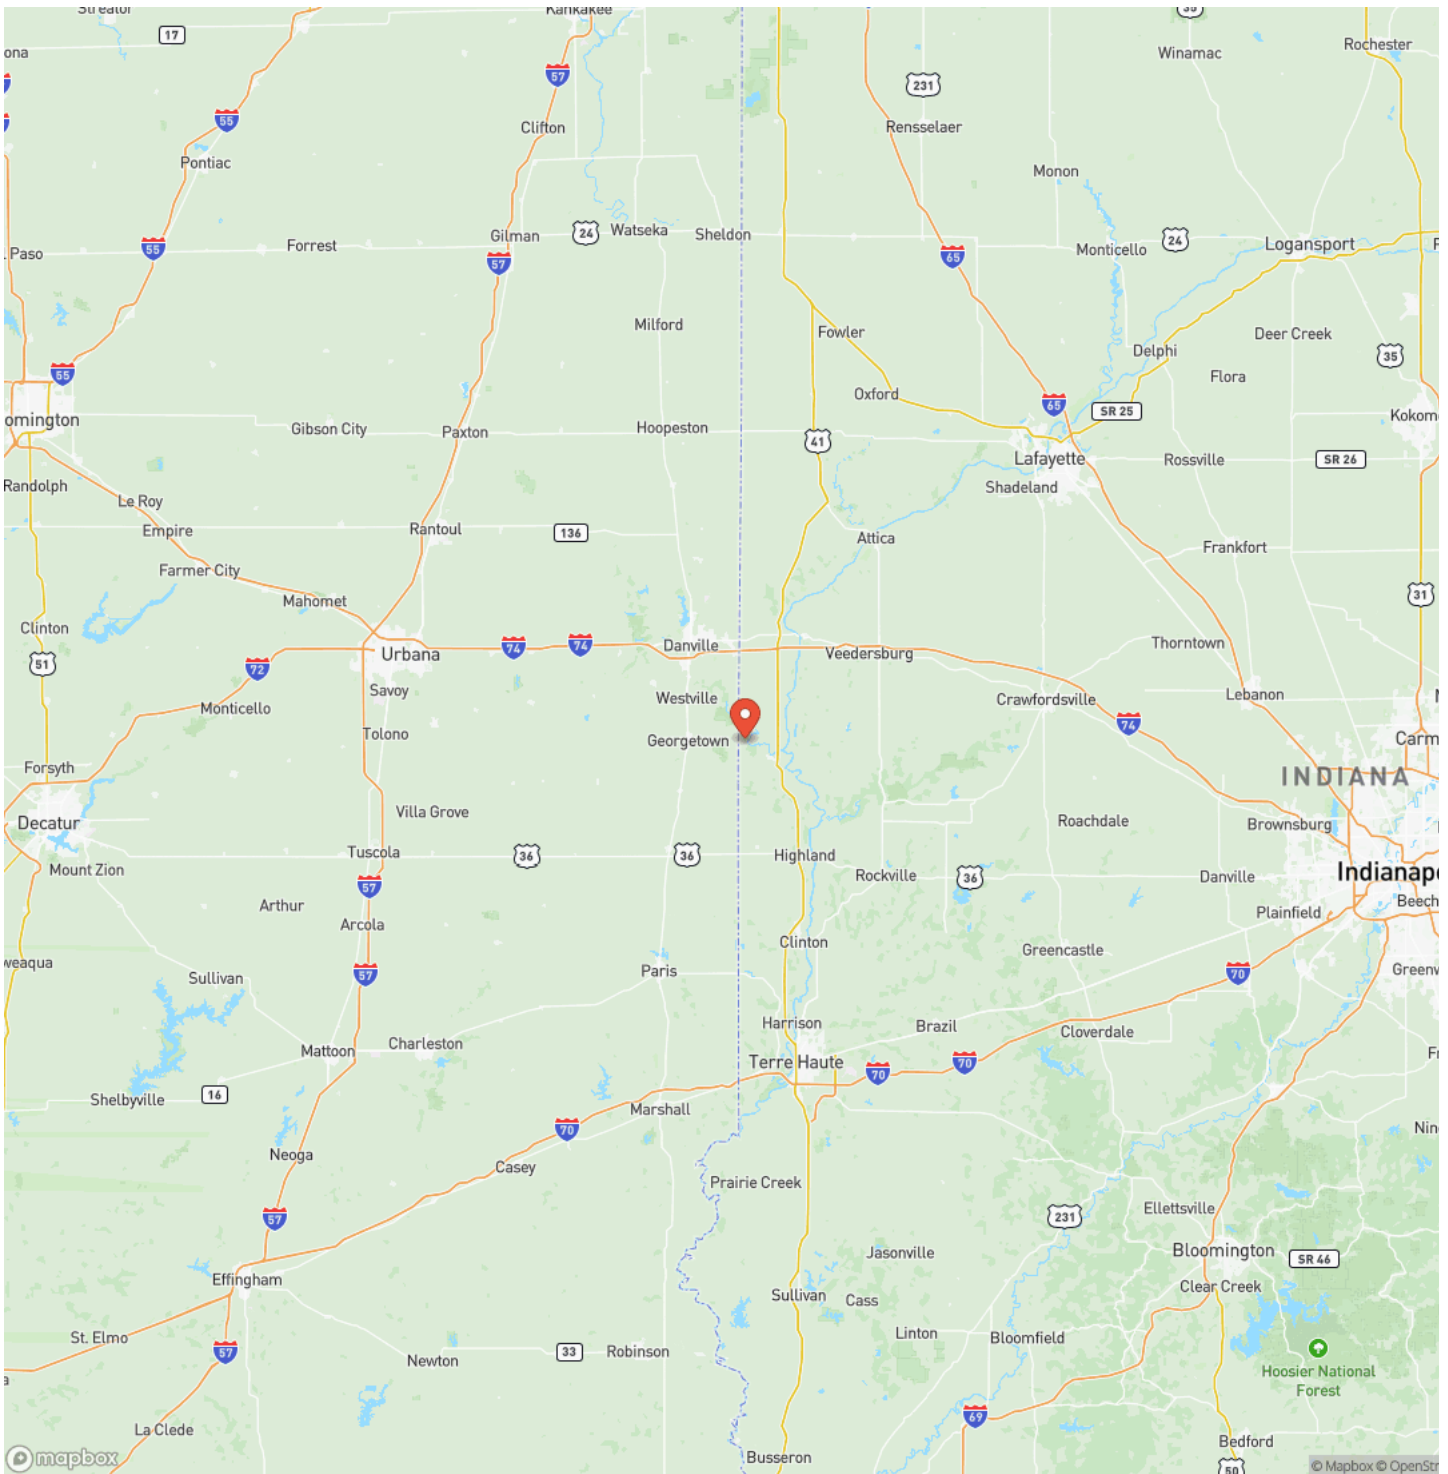 Streator
Kankakee
35
17
Rochester
ona
Winamac
57
231
55
Clifton
Rensselaer
Pontiac
Monon
Watseka
Sheldon
24
Gilman
24
Forrest
55
Monticello
Logansport
Paso
57
65
Milford
Fowler
Deer Creek
Delphi
35
55
Flora
Oxford
65
SR 25
omington
Gibson City
Paxton
Hoopeston
41
Kokom
Lafayette
Rossville
SR 26
Randolph
Shadeland
Le Roy
Empire
Rantoul
136
Attica
Frankfort
Farmer City
Mahomet
31
Clinton
Danville
Thorntown
51
72
Urbana
74
74
Veedersburg
Savoy
Westville
Crawfordsville
Lebanon
Monticello
74
Tolono
Georgetown
Carm
Forsyth
INDIANA
Villa Grove
Decatur
Roachdale
Brownsburg
Tuscola
36
36
Highland
Mount Zion
57
Rockville
36
Danville
Indianap
Arthur
Beech
Arcola
Plainfield
Clinton
Greencastle
weaqua
Sullivan
57
Paris
70
Greenw
Harrison
Brazil
Cloverdale
Mattoon
Charleston
Terre Haute
70
70
Shelbyville
16
Marshall
70
Neoga
Casey
Nin
Prairie Creek
57
231
Ellettsville
Jasonville
Bloomington
SR 46
Effingham
Clear Creek
Sullivan
Cass
St. Elmo
57
Newton
33
Robinson
Linton
Bloomfield
Hoosier National
Forest
La Clede
69
Bedford
mapbox
Busseron
50
© Mapbox © OpenStr